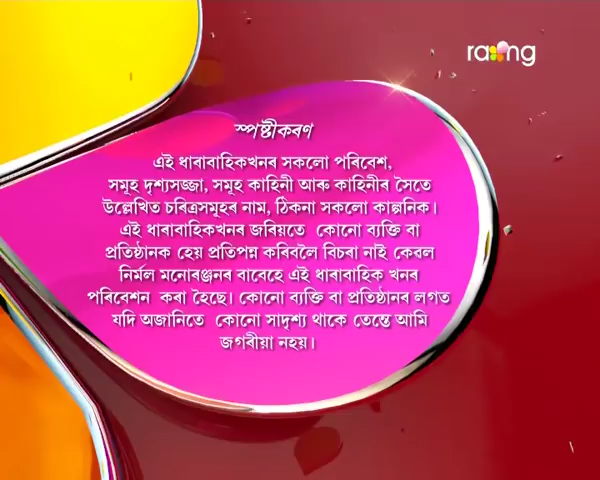 rang
স্পষ্টীকৰণ
এই ধাৰাবাহিকখনৰ সকলো পৰিবেশ,
সমূহ দৃশ্যসজ্জা, সমূহ কাহিনী আৰু কাহিনীৰ সৈতে
উল্লেখিত চৰিত্ৰসমূহৰ নাম, ঠিকনা সকলো কাল্পনিক।
এই ধাৰাবাহিকখনৰ জৰিয়তে কোনো ব্যক্তি বা
প্ৰতিষ্ঠানক হেয় প্ৰতিপন্ন কৰিবলৈ বিচৰা নাই কেৱল
নিৰ্মল মনোৰঞ্জনৰ বাবেহে এই ধাৰাবাহিক খনৰ
পৰিবেশন কৰা হৈছে। কোনো ব্যক্তি বা প্ৰতিষ্ঠানৰ লগত
যদি অজানিতে কোনো সাদৃশ্য থাকে তেন্তে আমি
জগৰীয়া নহয়।